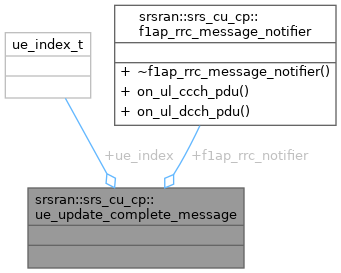 srsran::srs_cu_cp::
f1ap_rrc_message_notifier
ue_index_t
+ ~f1ap_rrc_message_notifier()
+ on_ul_ccch_pdu()
+ on_ul_dcch_pdu()
+ue_index
+f1ap_rrc_notifier
srsran::srs_cu_cp::
ue_update_complete_message